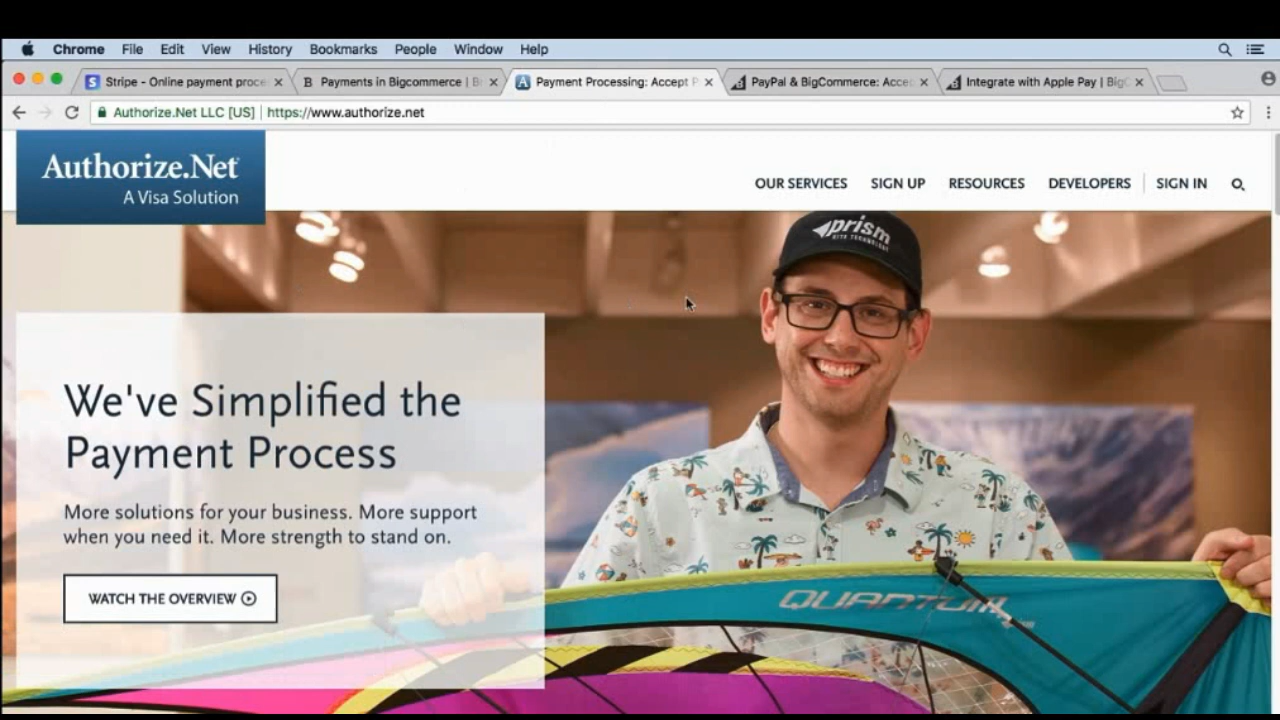 Chrome File Edit View History Bookmarks People Window Help
Stripe - Online payment proce
Payments in Bigcommerce | B
Payment Processing: Accept P
PayPal & BigCommerce: Acce
Integrate with Apple Pay | Big
Authorize.Net LLC [US] | https://www.authorize.net
Authorize.Net
A Visa Solution
OUR SERVICES SIGN UP RESOURCES DEVELOPERS SIGN IN
prism
KITE TECHNOLOGY
We've Simplified the
Payment Process
More solutions for your business. More support
when you need it. More strength to stand on.
WATCH THE OVERVIEW
QUANTUM